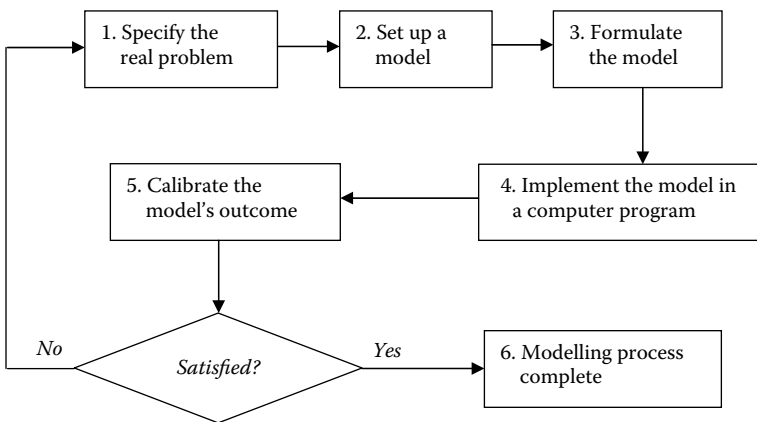 1. Specify the
real problem
2. Set up a
model
3. Formulate
the model
4. Implement the model in
a computer program
5. Calibrate the
model’s outcome
Satisfied?
No
Yes
6. Modelling process
complete